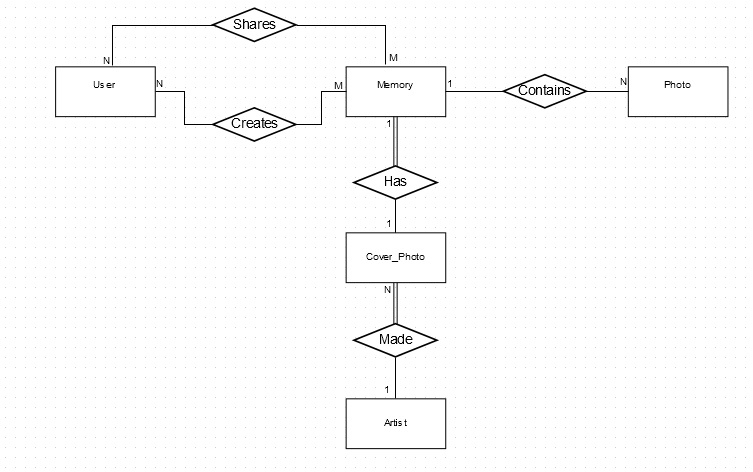 Shares
N
M
User
N
M
Memory
1
Contains
N
Photo
Creates
1
Has
1
Cover_Photo
N
Made
1
Artist